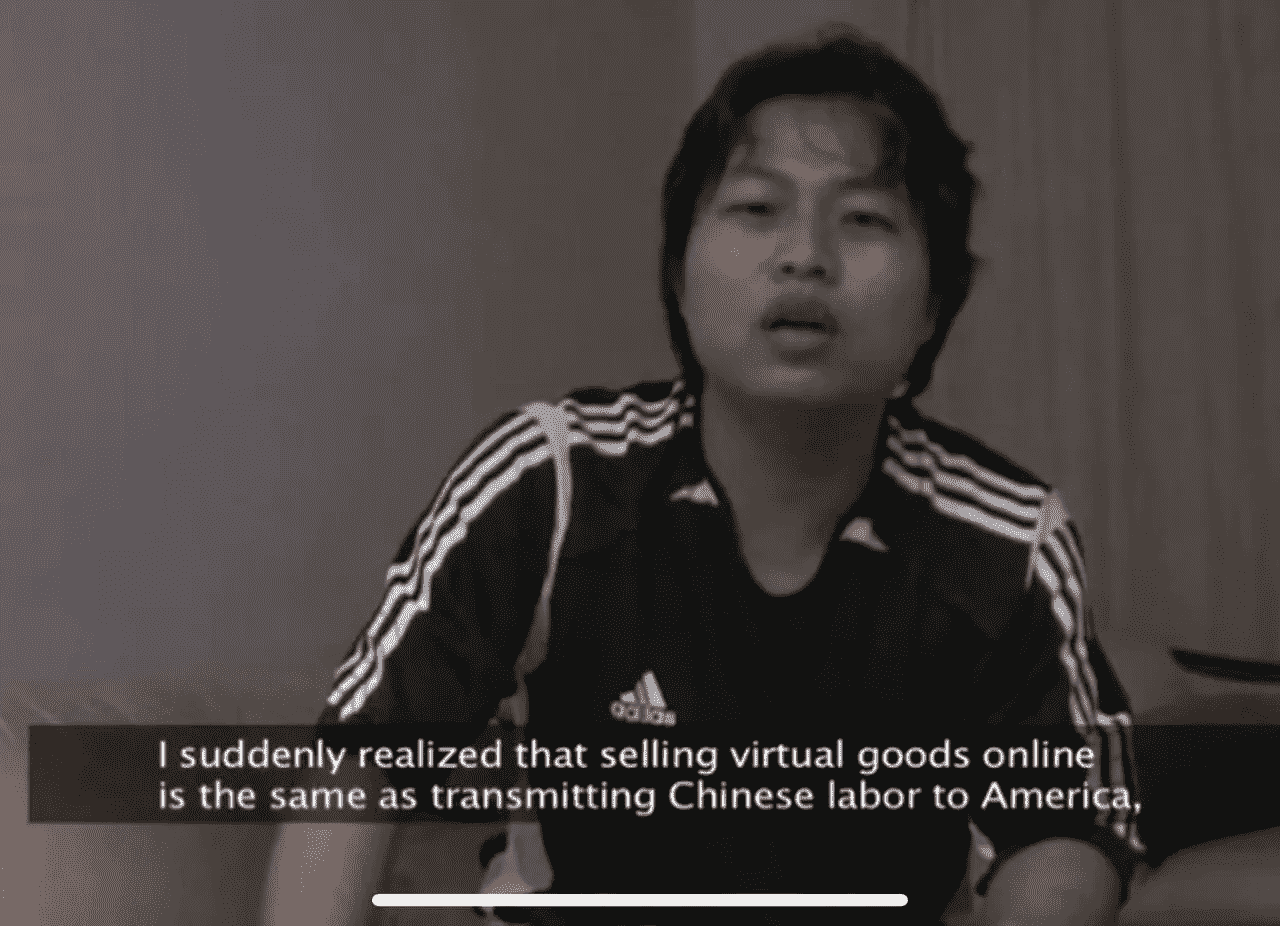 adidas
I suddenly realized that selling virtual goods online
is the same as transmitting Chinese labor to America,